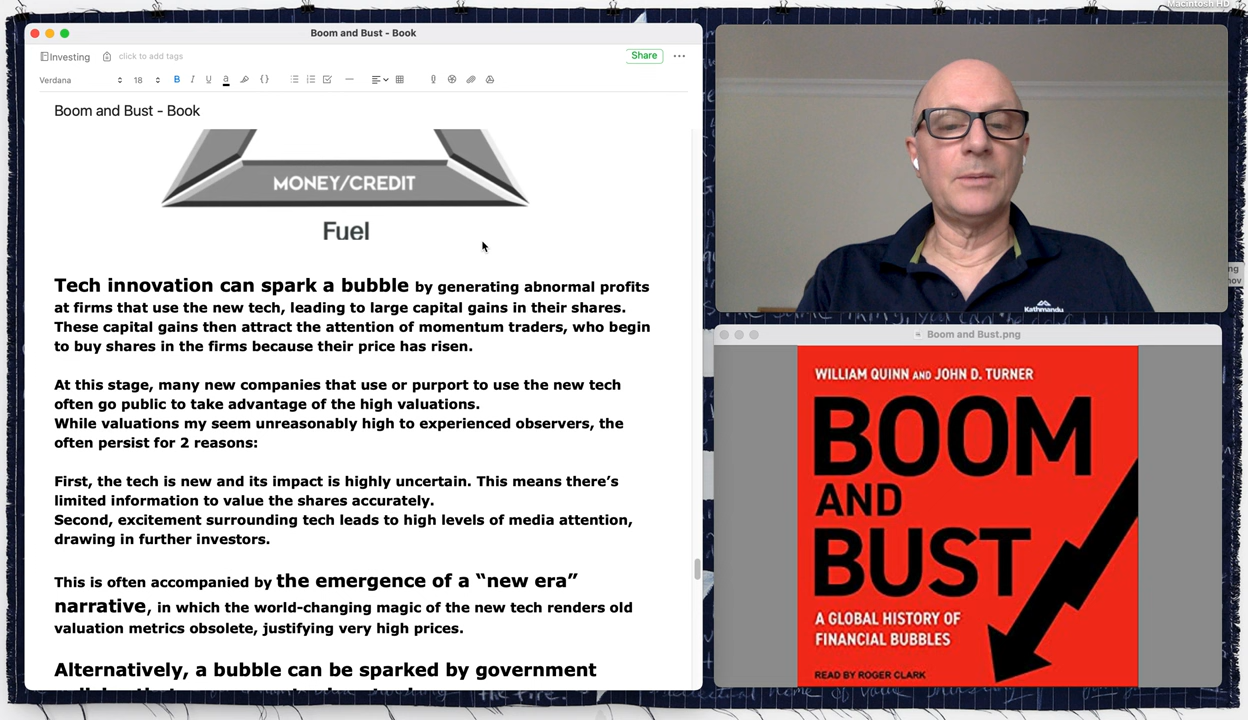 Macintosh HD
Boom and Bust - Book
Investing
click to add tags
Share
Verdana
18
B I U a
Boom and Bust - Book
MONEY/CREDIT
Fuel
Tech innovation can spark a bubble by generating abnormal profits
at firms that use the new tech, leading to large capital gains in their shares.
These capital gains then attract the attention of momentum traders, who begin
to buy shares in the firms because their price has risen.
At this stage, many new companies that use or purport to use the new tech
often go public to take advantage of the high valuations.
While valuations my seem unreasonably high to experienced observers, the
often persist for 2 reasons:
First, the tech is new and its impact is highly uncertain. This means there's
limited information to value the shares accurately.
Second, excitement surrounding tech leads to high levels of media attention,
drawing in further investors.
This is often accompanied by the emergence of a “new era”
narrative, in which the world-changing magic of the new tech renders old
valuation metrics obsolete, justifying very high prices.
Alternatively, a bubble can be sparked by government
Kathmandu
Boom and Bust.png
WILLIAM QUINN AND JOHN D. TURNER
BOOM
AND
BUST
A GLOBAL HISTORY OF
FINANCIAL BUBBLES
READ BY ROGER CLARK